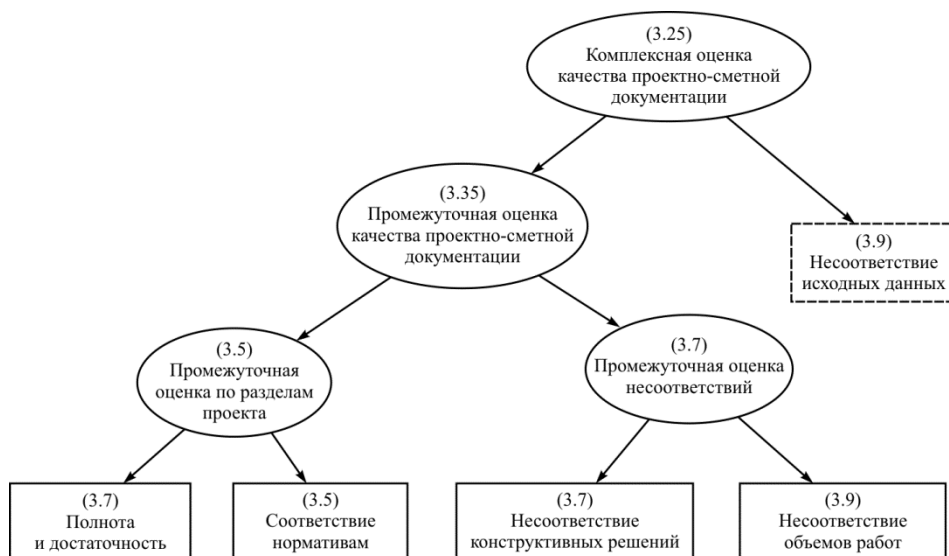 (3.25)
Комплексная оценка
качества проектно-сметной
документации
(3.35)
Промежуточная оценка
качества проектно-сметной
документации
(3.9)
Несоответствие
исходных данных
(3.5)
Промежуточная
оценка по разделам
проекта
(3.7)
Промежуточная оценка
несоответствий
(3.7)
Полнота
и достаточность
(3.5)
Соответствие
нормативам
(3.7)
Несоответствие
конструктивных решений
(3.9)
Несоответствие
объемов работ